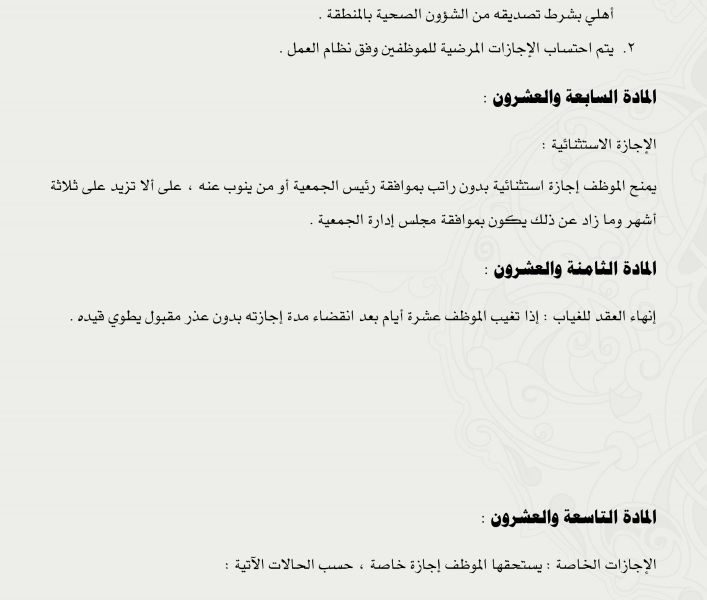 أهلي بشرط تصديقه من الشؤون الصحية بالمنطقة .
٢. يتم احتساب الإجازات المرضية للموظفين وفق نظام العمل .
المادة السابعة والعشرون :
الإجازة الاستثنائية :
يمنح الموظف إجازة استثنائية بدون راتب بموافقة رئيس الجمعية أو من ينوب عنه ، على ألا تزيد على ثلاثة
أشهر وما زاد عن ذلك يكون بموافقة مجلس إدارة الجمعية .
المادة الثامنة والعشرون :
إنهاء العقد للغياب : إذا تغيب الموظف عشرة أيام بعد انقضاء مدة إجازته بدون عذر مقبول يطوي قيده .
المادة التاسعة والعشرون :
الإجازات الخاصة : يستحقها الموظف إجازة خاصة ، حسب الحالات الآتية :